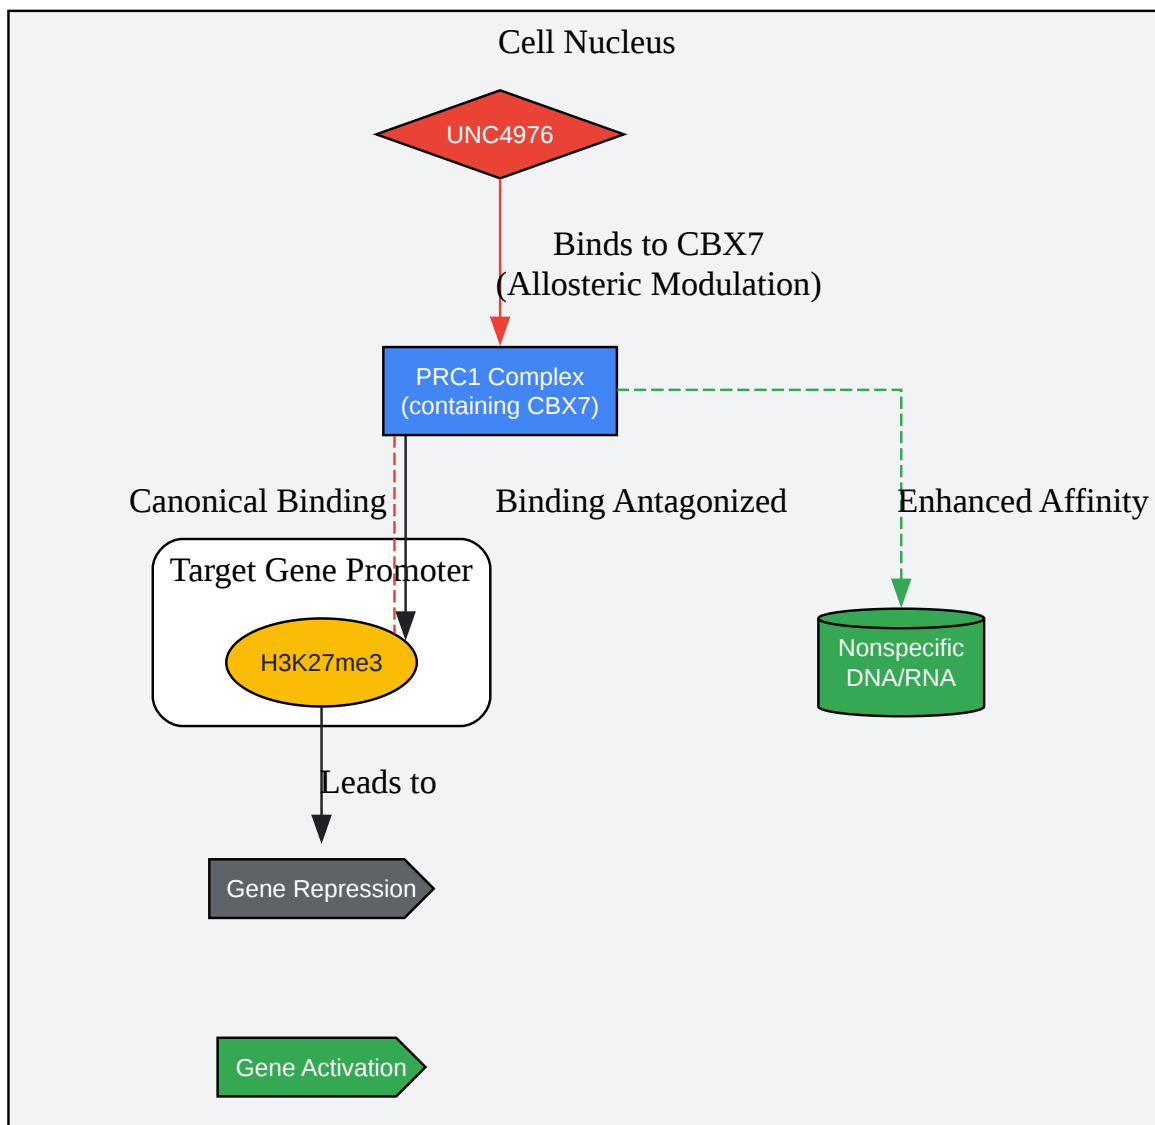 Cell Nucleus
UNC4976
Binds to CBX7
(Allosteric Modulation)
PRC1 Complex
(containing CBX7)
Canonical Binding
Binding Antagonized
Enhanced Affinity
Target Gene Promoter
H3K27me3
Nonspecific
DNA/RNA
Leads to
Gene Repression
Gene Activation